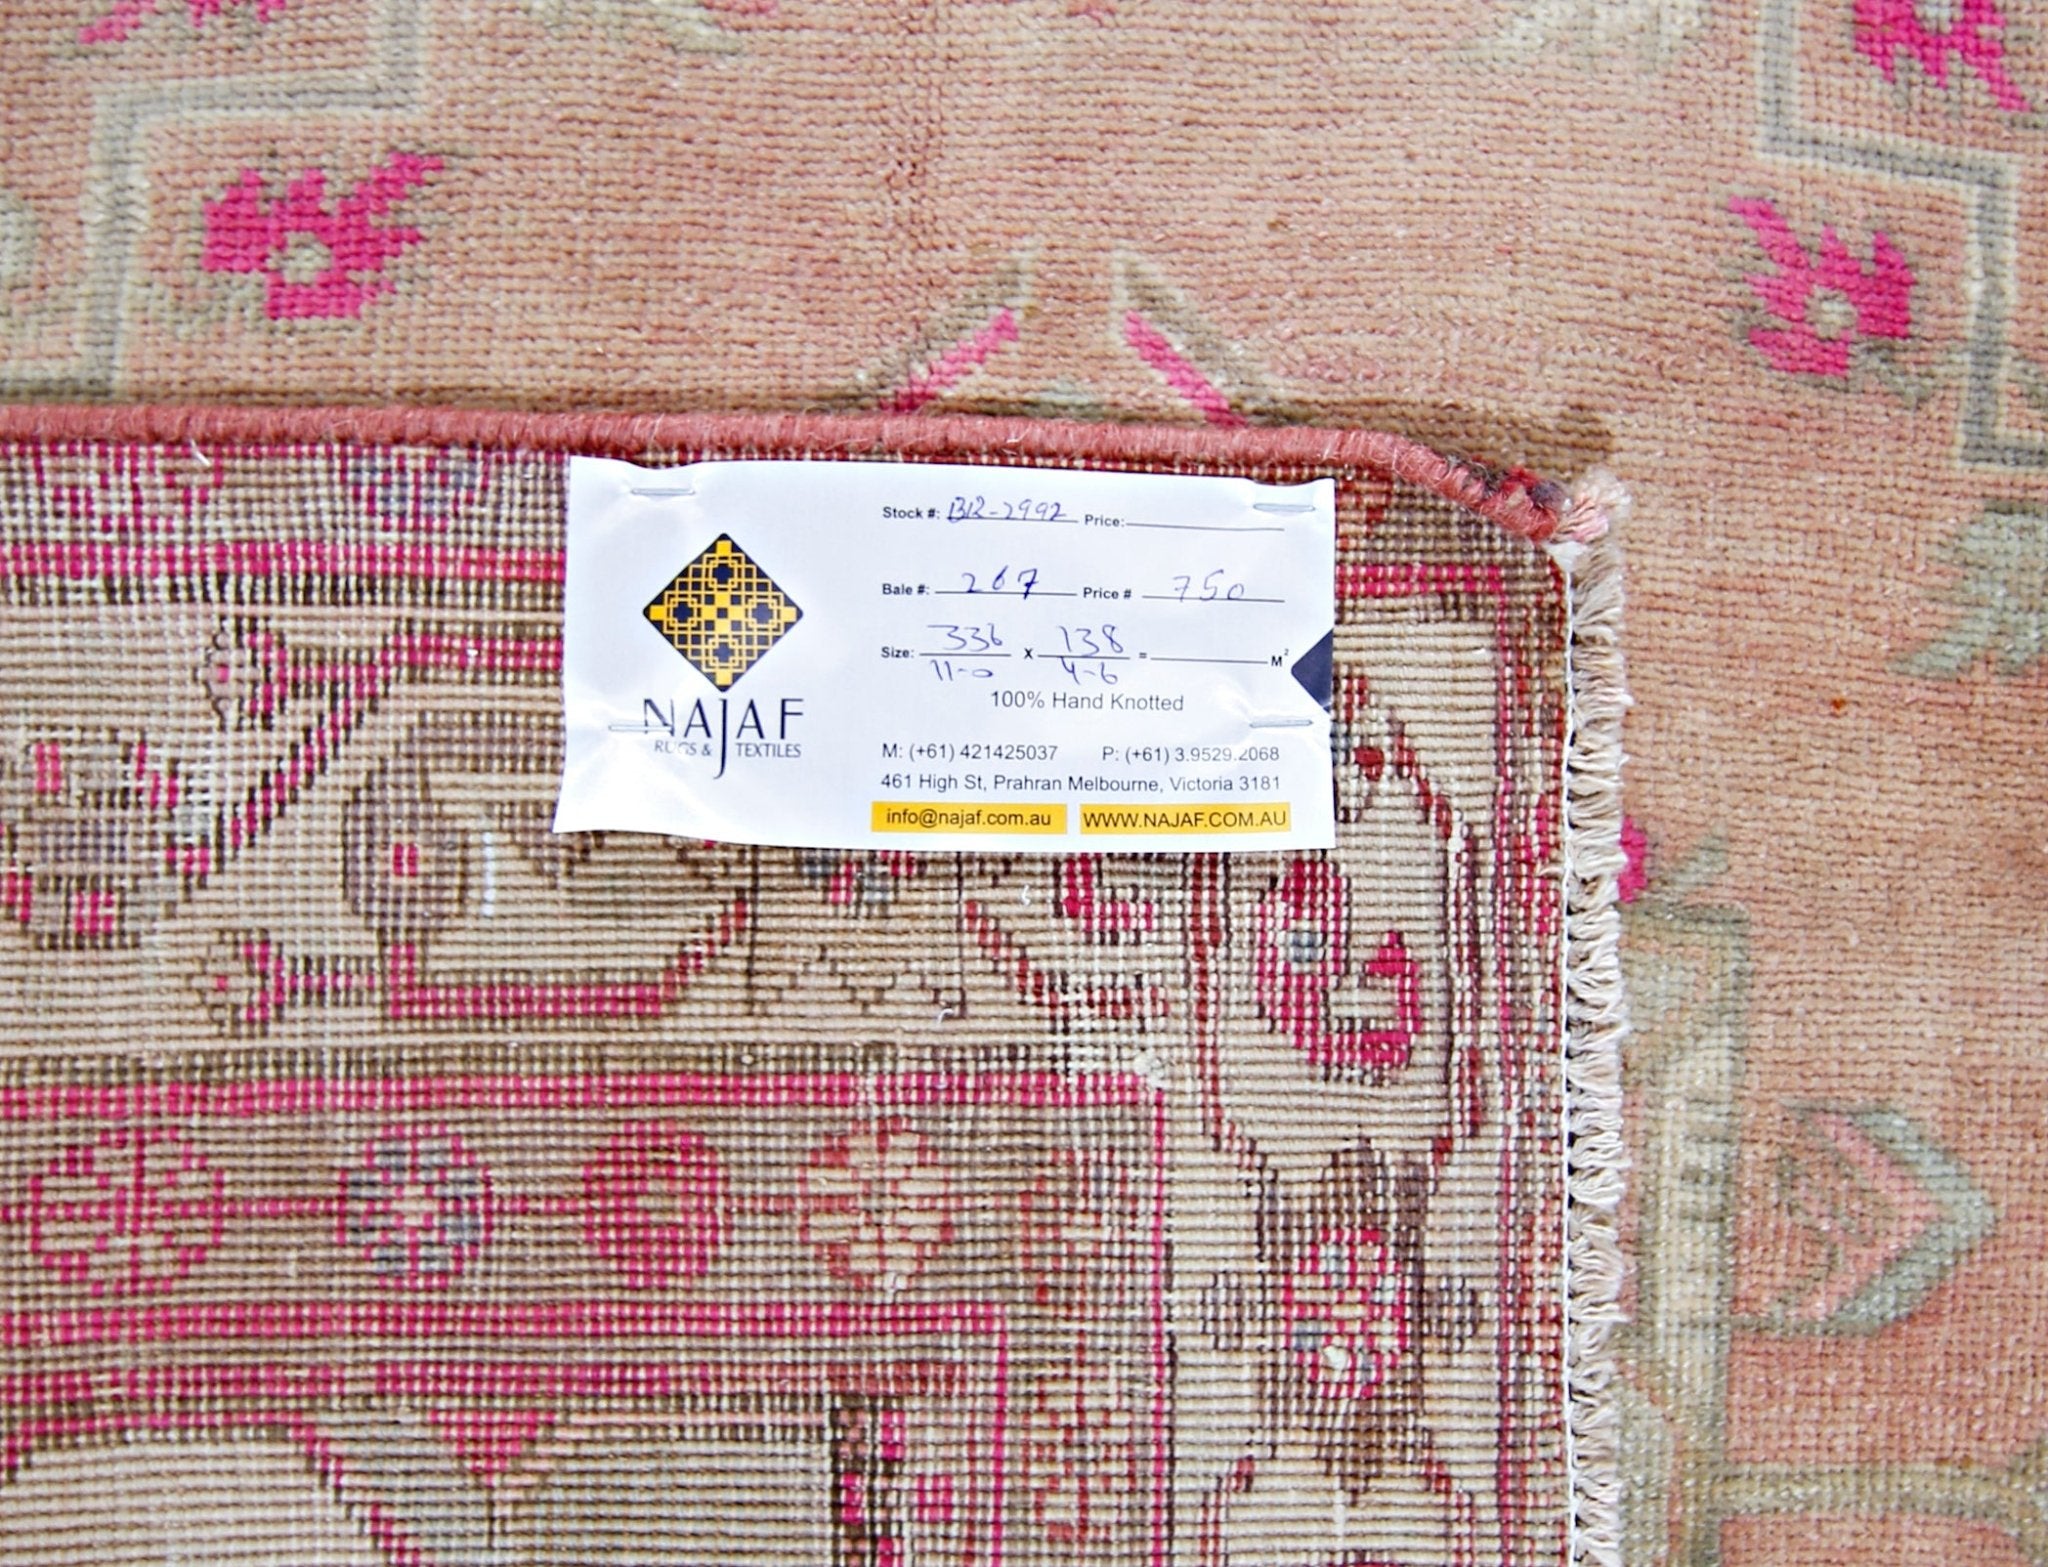 NAJAF
RUGS & TEXTILES
Stock #: BR-2992 Price:
Bale #: 267 Price # 750
Size: 336 x 138 = M²
11-0 4-6
100% Hand Knotted
M: (+61) 421425037 P: (+61) 3.9529.2068
461 High St, Prahran Melbourne, Victoria 3181
info@najaf.com.au WWW.NAJAF.COM.AU